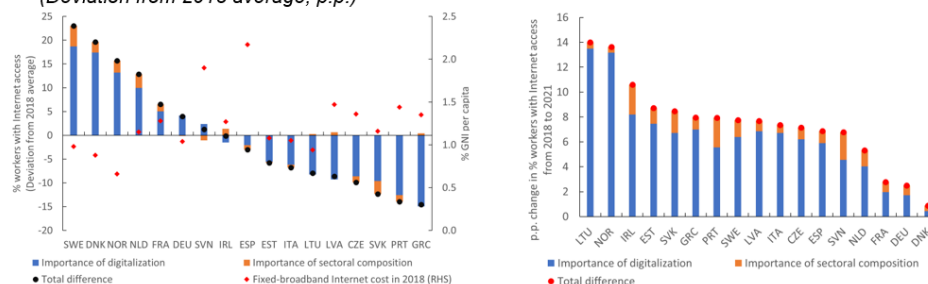 (Deviation from 2018 average, p.p.)
25
20
15
10
5
0
-5
-10
-15
-20
% workers with Internet access
(Deviation from 2018 average)
2.5
2.0
1.5
1.0
0.5
0.0
% GNI per capita
SWE DNK NOR NLD FRA DEU SVN IRL ESP EST ITA LTU LVA CZE SVK PRT GRC
Importance of digitalization
Importance of sectoral composition
Total difference
Fixed-broadband Internet cost in 2018 (RHS)
16
14
12
10
8
6
4
2
0
p.p. change in % workers with Internet access
from 2018 to 2021
LTU NOR IRL EST SVK GRC PRT SWE LVA ITA CZE ESP SVN NLD FRA DEU DNK
Importance of digitalization
Importance of sectoral composition
Total difference